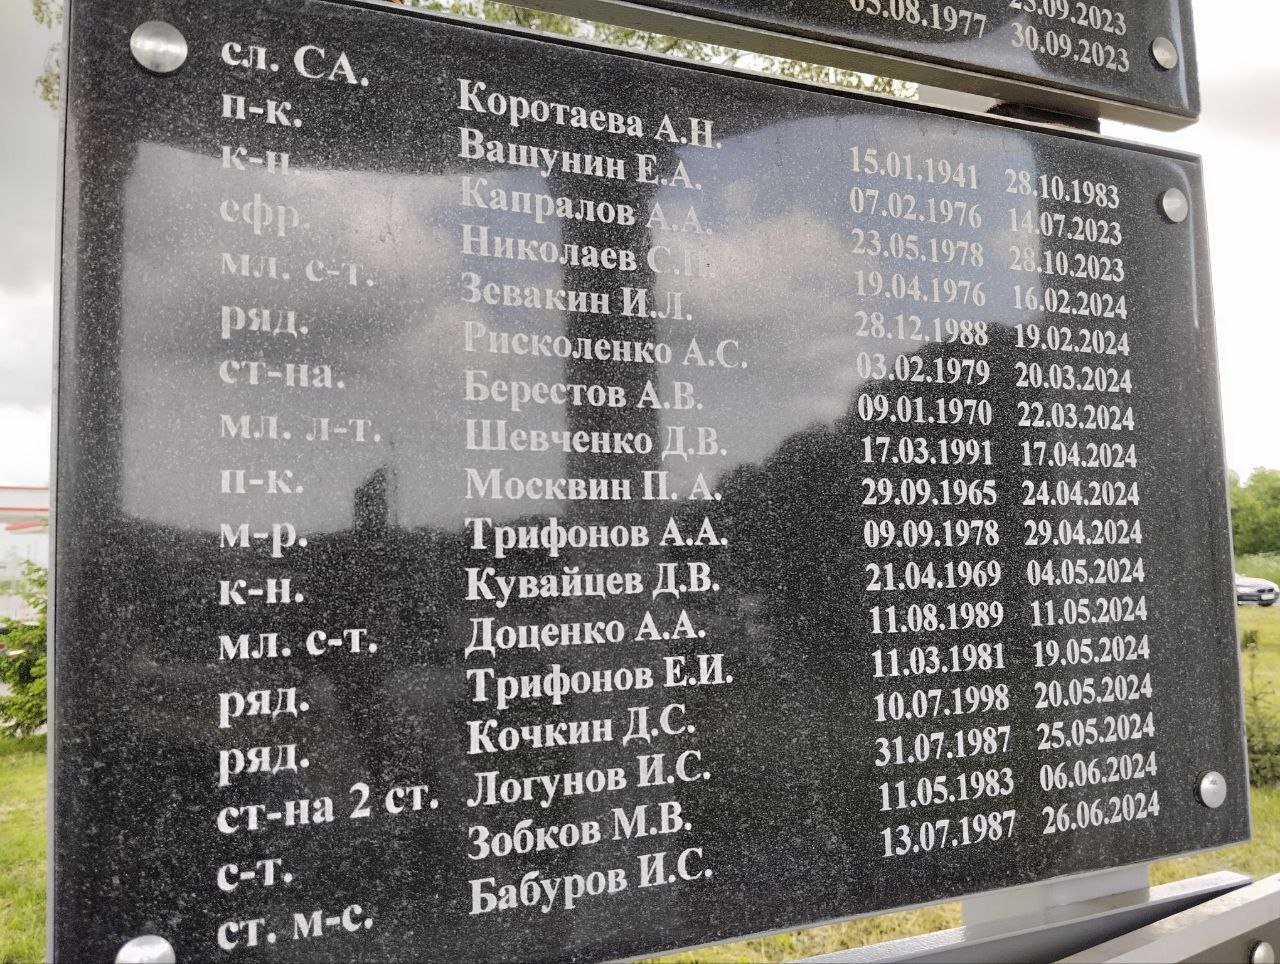 05.08.1977 30.09.2023
сл. СА. Коротаева А.Н. 15.01.1941 28.10.1983
п-к. Вашунин Е.А. 07.02.1976 14.07.2023
к-н. Капралов А.А. 23.05.1978 28.10.2023
ефр. Николаев 19.04.1976 16.02.2024
мл. с-т. Зевакин И.Л. 28.12.1988 19.02.2024
ряд. Рисколенко А.С. 03.02.1979 20.03.2024
ст-на. Берестов А.В. 09.01.1970 22.03.2024
мл. л-т. Шевченко Д.В. 17.03.1991 17.04.2024
п-к. Москвин П. А. 29.09.1965 24.04.2024
м-р. Трифонов А.А. 09.09.1978 29.04.2024
к-н. Кувайцев Д.В. 21.04.1969 04.05.2024
мл. с-т. Доценко А.А. 11.08.1989 11.05.2024
ряд. Трифонов Е.И. 11.03.1981 19.05.2024
ряд. Кочкин Д.С. 10.07.1998 20.05.2024
ст-на 2 ст. Логунов И.С. 31.07.1987 25.05.2024
с-т. Зобков М.В. 11.05.1983 06.06.2024
ст. м-с. Бабуров И.С. 13.07.1987 26.06.2024